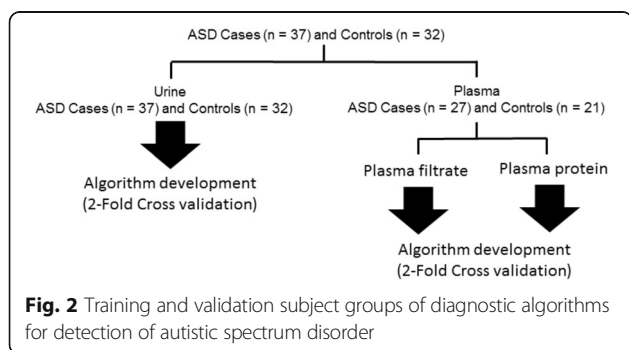 ASD Cases (n = 37) and Controls (n = 32)
Urine
ASD Cases (n = 37) and Controls (n = 32)
Algorithm development
(2-Fold Cross validation)
Plasma
ASD Cases (n = 27) and Controls (n = 21)
Plasma filtrate
Plasma protein
Algorithm development
(2-Fold Cross validation)
Fig. 2 Training and validation subject groups of diagnostic algorithms
for detection of autistic spectrum disorder